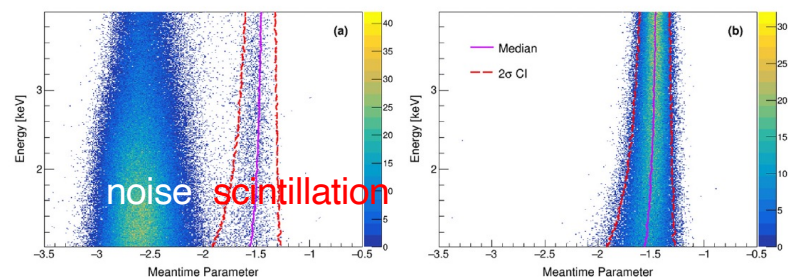 (a)
40
35
30
25
20
15
10
5
0
Energy [keV]
3
2
noise scintillation
-3.5 -3 -2.5 -2 -1.5 -1 -0.5
Meantime Parameter
(b)
Median
2σ CI
30
25
20
15
10
5
0
Energy [keV]
3
2
-3.5 -3 -2.5 -2 -1.5 -1 -0.5
Meantime Parameter